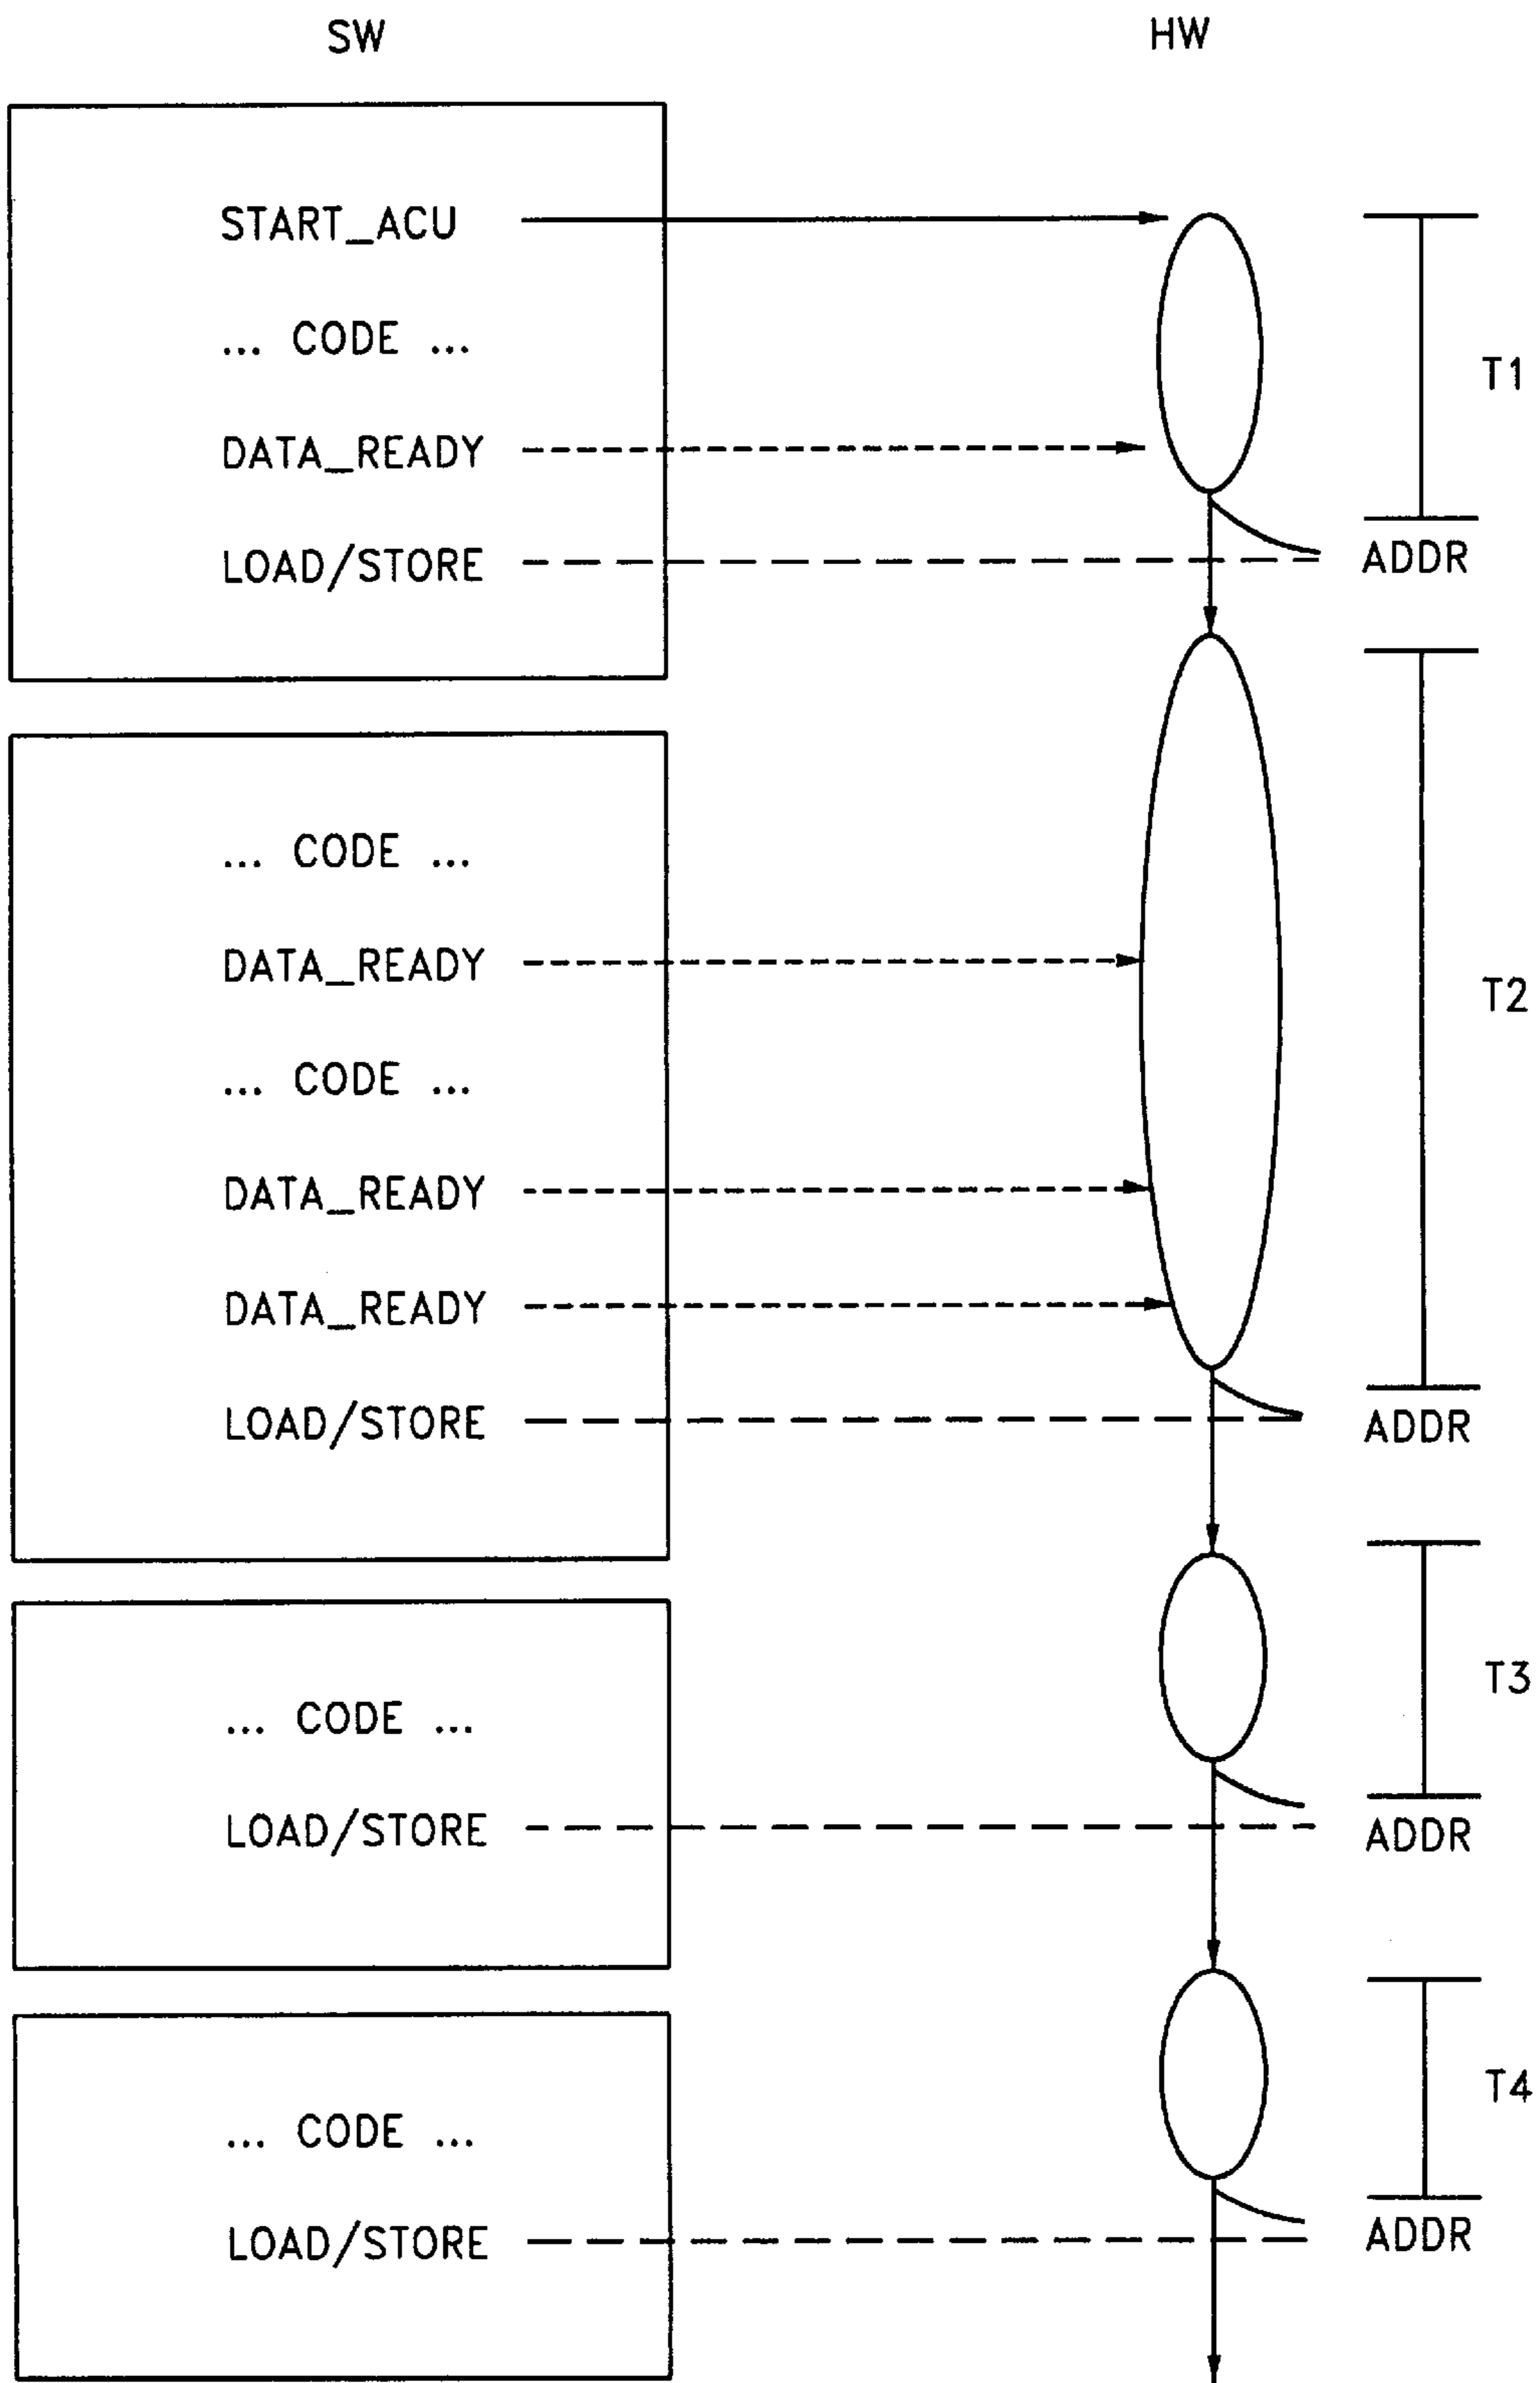 SW HW
START_ACU
... CODE ...
T1
DATA_READY
LOAD/STORE ADDR
... CODE ...
DATA_READY
T2
... CODE ...
DATA_READY
DATA_READY
LOAD/STORE ADDR
T3
... CODE ...
LOAD/STORE ADDR
T4
... CODE ...
LOAD/STORE ADDR